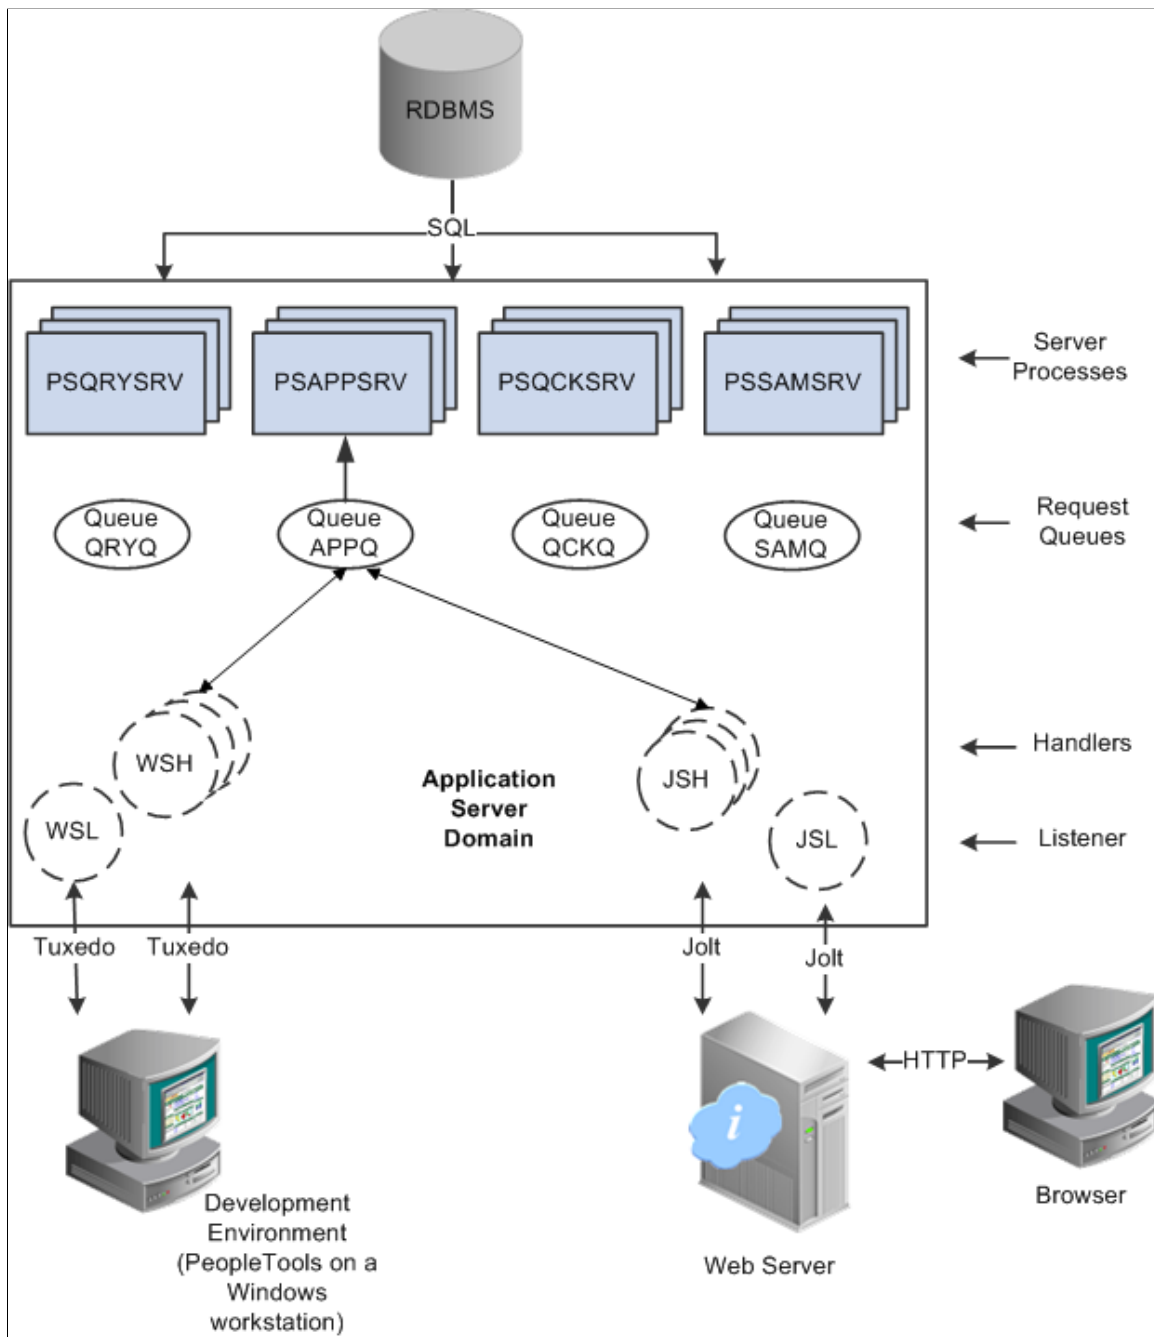 RDBMS
SQL
PSQRYSRV
PSAPPSRV
PSQCKSRV
PSSAMSRV
Server
Processes
Queue
QRYQ
Queue
APPQ
Queue
QCKQ
Queue
SAMQ
Request
Queues
WSH
JSH
Handlers
Application
Server
Domain
WSL
JSL
Listener
Tuxedo
Tuxedo
Jolt
Jolt
HTTP
i
Development
Environment
(PeopleTools on a
Windows
workstation)
Web Server
Browser